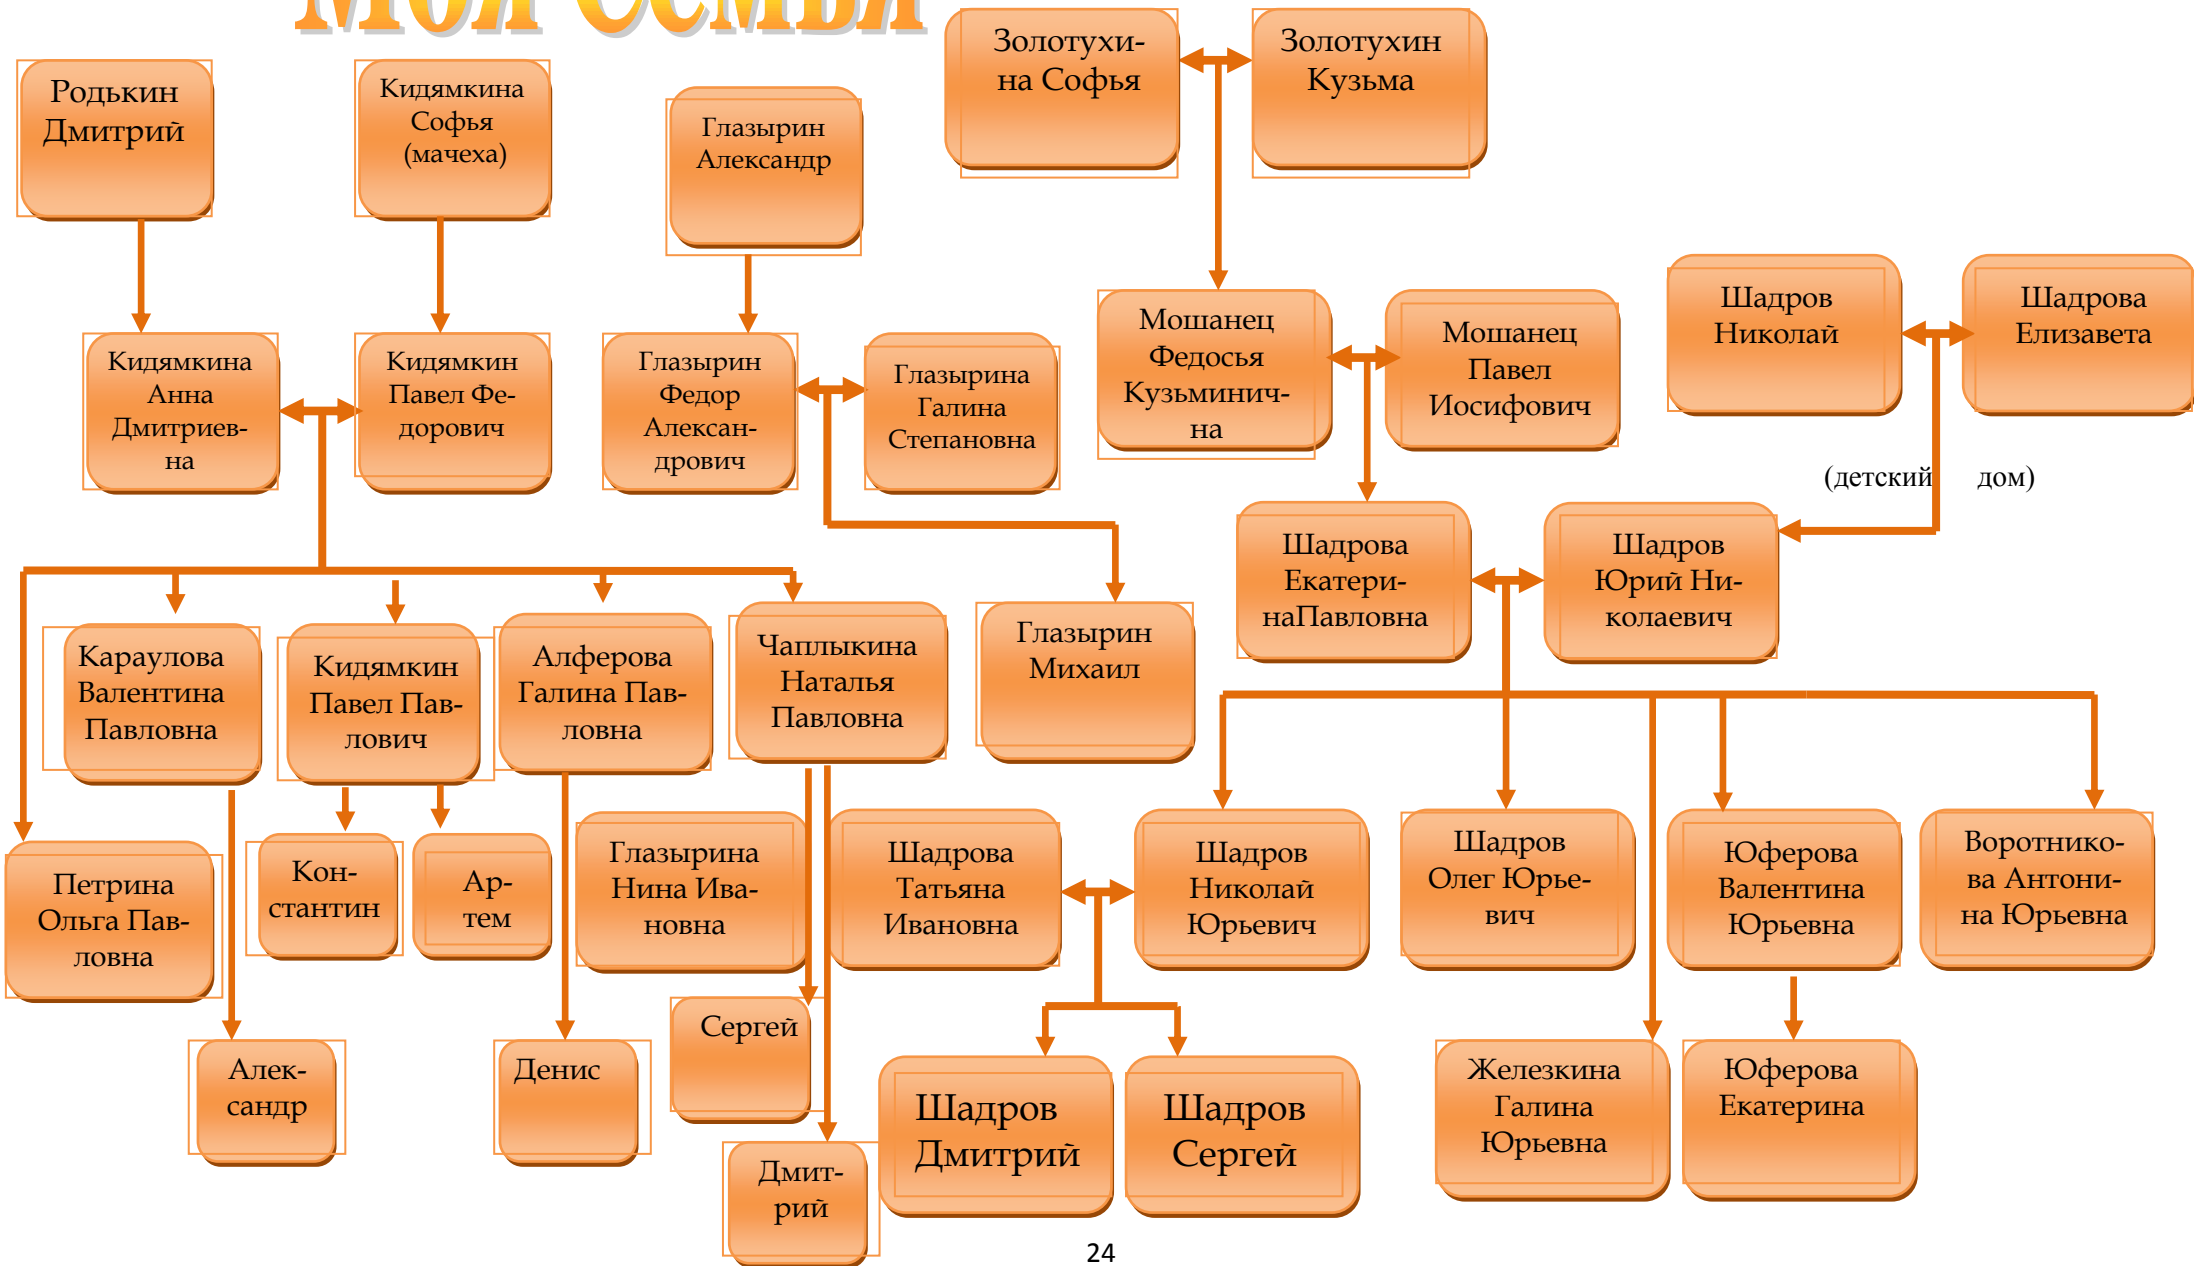 Моя Семья
Золотухи-
на Софья
Золотухин
Кузьма
Родькин
Дмитрий
Кидямкина
Софья
(мачеха)
Глазырин
Александр
Шадров
Николай
Шадрова
Елизавета
Кидямкина
Анна
Дмитриев-
на
Кидямкин
Павел Фе-
дорович
Глазырин
Федор
Алексан-
дрович
Глазырина
Галина
Степановна
Мошанец
Федосья
Кузьминич-
на
Мошанец
Павел
Иосифович
(детский дом)
Шадрова
Екатери-
наПавловна
Шадров
Юрий Ни-
колаевич
Караулова
Валентина
Павловна
Кидямкин
Павел Пав-
лович
Алферова
Галина Пав-
ловна
Чаплыкина
Наталья
Павловна
Глазырин
Михаил
Петрина
Ольга Пав-
ловна
Кон-
стантин
Ар-
тем
Глазырина
Нина Ива-
новна
Шадрова
Татьяна
Ивановна
Шадров
Николай
Юрьевич
Шадров
Олег Юрье-
вич
Юферова
Валентина
Юрьевна
Воротнико-
ва Антони-
на Юрьевна
Алек-
сандр
Денис
Сергей
Дмит-
рий
Шадров
Дмитрий
Шадров
Сергей
Железкина
Галина
Юрьевна
Юферова
Екатерина
24